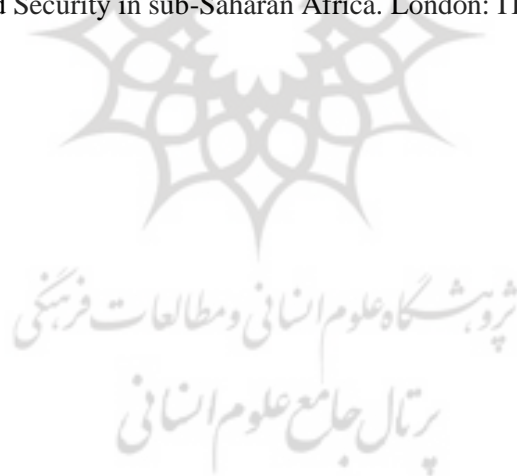 d Security in sub-Saharan Africa. London:
پژوهشگاه علوم انسانی و مطالعات فرهنگی
پرتال جامع علوم انسانی